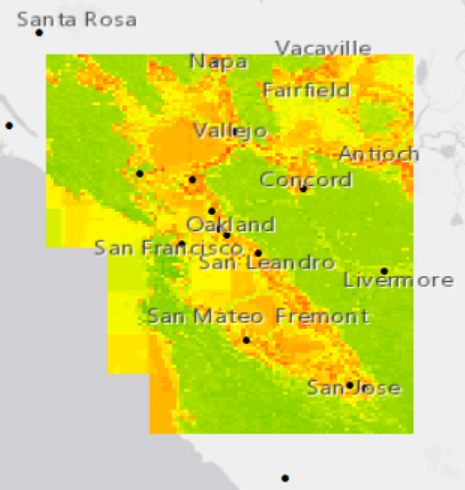 Santa Rosa
Vacaville
Napa
Fairfield
Vallejo
Antioch
Concord
Oakland
San Francisco
San Leandro
Livermore
San Mateo
Fremont
San Jose